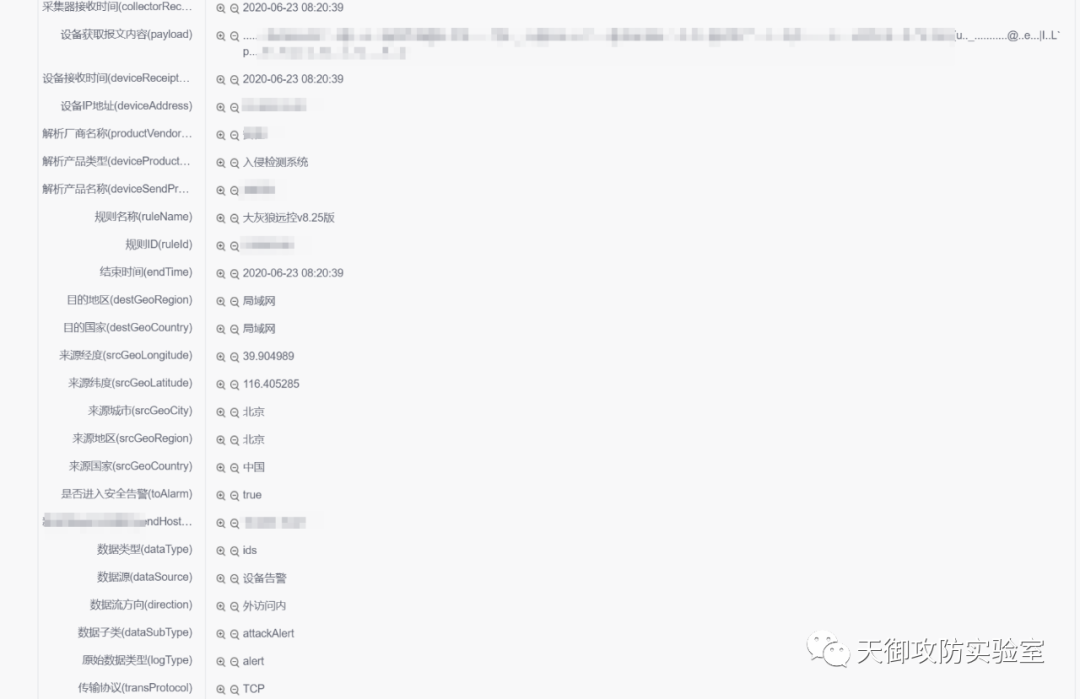 采集器接收时间(collectorRec... 2020-06-23 08:20:39
设备获取报文内容(payload) ..... u.._...........@..e...|I..L`
p...
设备接收时间(deviceReceipt... 2020-06-23 08:20:39
设备IP地址(deviceAddress)
解析厂商名称(productVendor...
解析产品类型(deviceProduct... 入侵检测系统
解析产品名称(deviceSendPr...
规则名称(ruleName) 大灰狼远控v8.25版
规则ID(ruleId)
结束时间(endTime) 2020-06-23 08:20:39
目的地区(destGeoRegion) 局域网
目的国家(destGeoCountry) 局域网
来源经度(srcGeoLongitude) 39.904989
来源纬度(srcGeoLatitude) 116.405285
来源城市(srcGeoCity) 北京
来源地区(srcGeoRegion) 北京
来源国家(srcGeoCountry) 中国
是否进入安全告警(toAlarm) true
endHost...
数据类型(dataType) ids
数据源(dataSource) 设备告警
数据流方向(direction) 外访问内
数据子类(dataSubType) attackAlert
原始数据类型(logType) alert
传输协议(transProtocol) TCP
天御攻防实验室